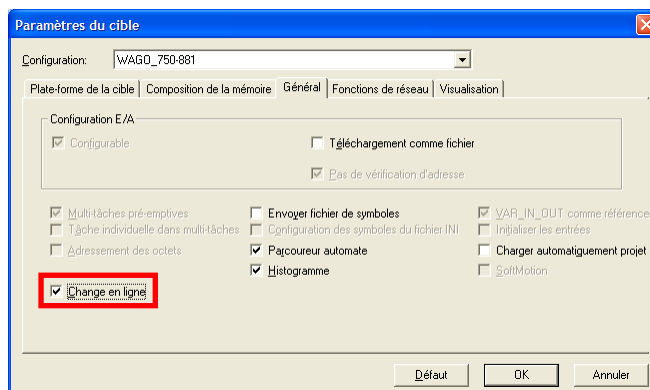 Paramètres du cible
Configuration: WAGO_750-881
Plate-forme de la cible Composition de la mémoire Général Fonctions de réseau Visualisation
Configuration E/A
Configurable Téléchargement comme fichier
Pas de vérification d'adresse
Multi-tâches pré-emptives Envoyer fichier de symboles VAR_IN_OUT comme référence
Tâche individuelle dans multi-tâches Configuration des symboles du fichier INI Initialiser les entrées
Adressement des octets Parcoureur automate Charger automatiguement projet
Histogramme SoftMotion
Change en ligne
Défaut OK Annuler